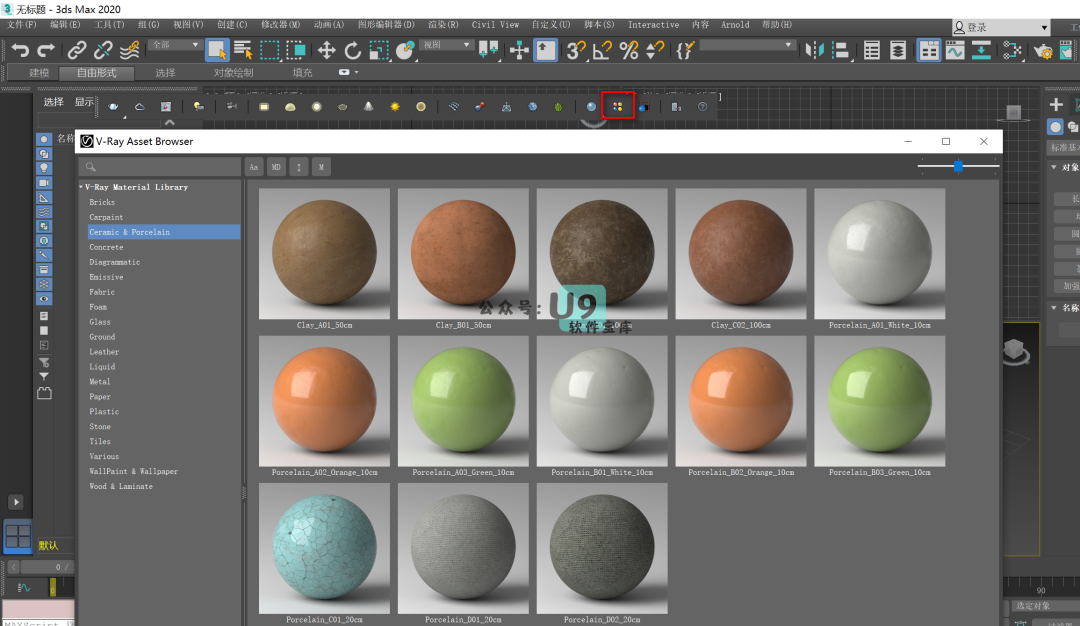 无标题 - 3ds Max 2020
文件(F) 编辑(E) 工具(T) 组(G) 视图(V) 创建(C) 修改器(M) 动画(A) 图形编辑器(D) 渲染(R) Civil View 自定义(U) 脚本(S) Interactive 内容 Arnold 帮助(H)
登录
全部
视图
建模 自由形式 选择 对象绘制 填充
选择 显示
名称
V-Ray Asset Browser
标准基本
Aa MD M
对象
V-Ray Material Library
Bricks
Carpaint
Ceramic & Porcelain
Concrete
Diagrammatic
Emissive
Fabric
Foam
Glass
Ground
Leather
Liquid
Metal
Paper
Plastic
Stone
Tiles
Various
WallPaint & Wallpaper
Wood & Laminate
Clay_A01_50cm Clay_B01_50cm Clay_C02_100cm Porcelain_A01_White_10cm
公众号: U9
软件宝库
加强
名称
Porcelain_A02_Orange_10cm Porcelain_A03_Green_10cm Porcelain_B01_White_10cm Porcelain_B02_Orange_10cm Porcelain_B03_Green_10cm
Porcelain_C01_20cm Porcelain_D01_20cm Porcelain_D02_20cm
默认
0 /
0
90
选定对象
MAXScript